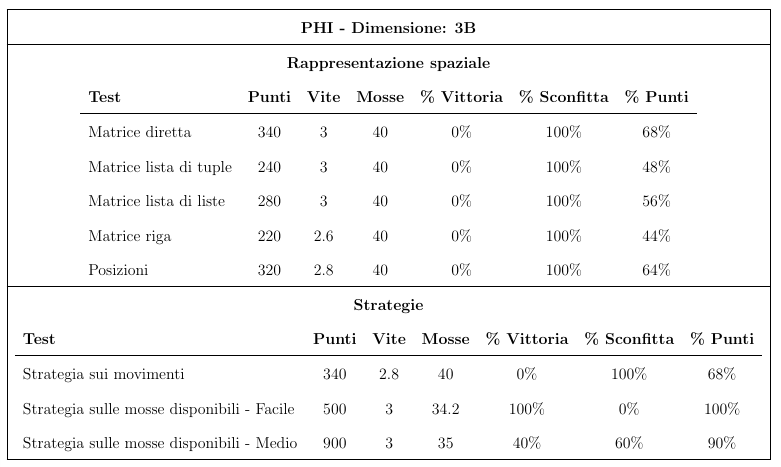 PHI - Dimensione: 3B
Rappresentazione spaziale
Test Punti Vite Mosse % Vittoria % Sconfitta % Punti
Matrice diretta 340 3 40 0% 100% 68%
Matrice lista di tuple 240 3 40 0% 100% 48%
Matrice lista di liste 280 3 40 0% 100% 56%
Matrice riga 220 2.6 40 0% 100% 44%
Posizioni 320 2.8 40 0% 100% 64%
Strategie
Test Punti Vite Mosse % Vittoria % Sconfitta % Punti
Strategia sui movimenti 340 2.8 40 0% 100% 68%
Strategia sulle mosse disponibili - Facile 500 3 34.2 100% 0% 100%
Strategia sulle mosse disponibili - Medio 900 3 35 40% 60% 90%